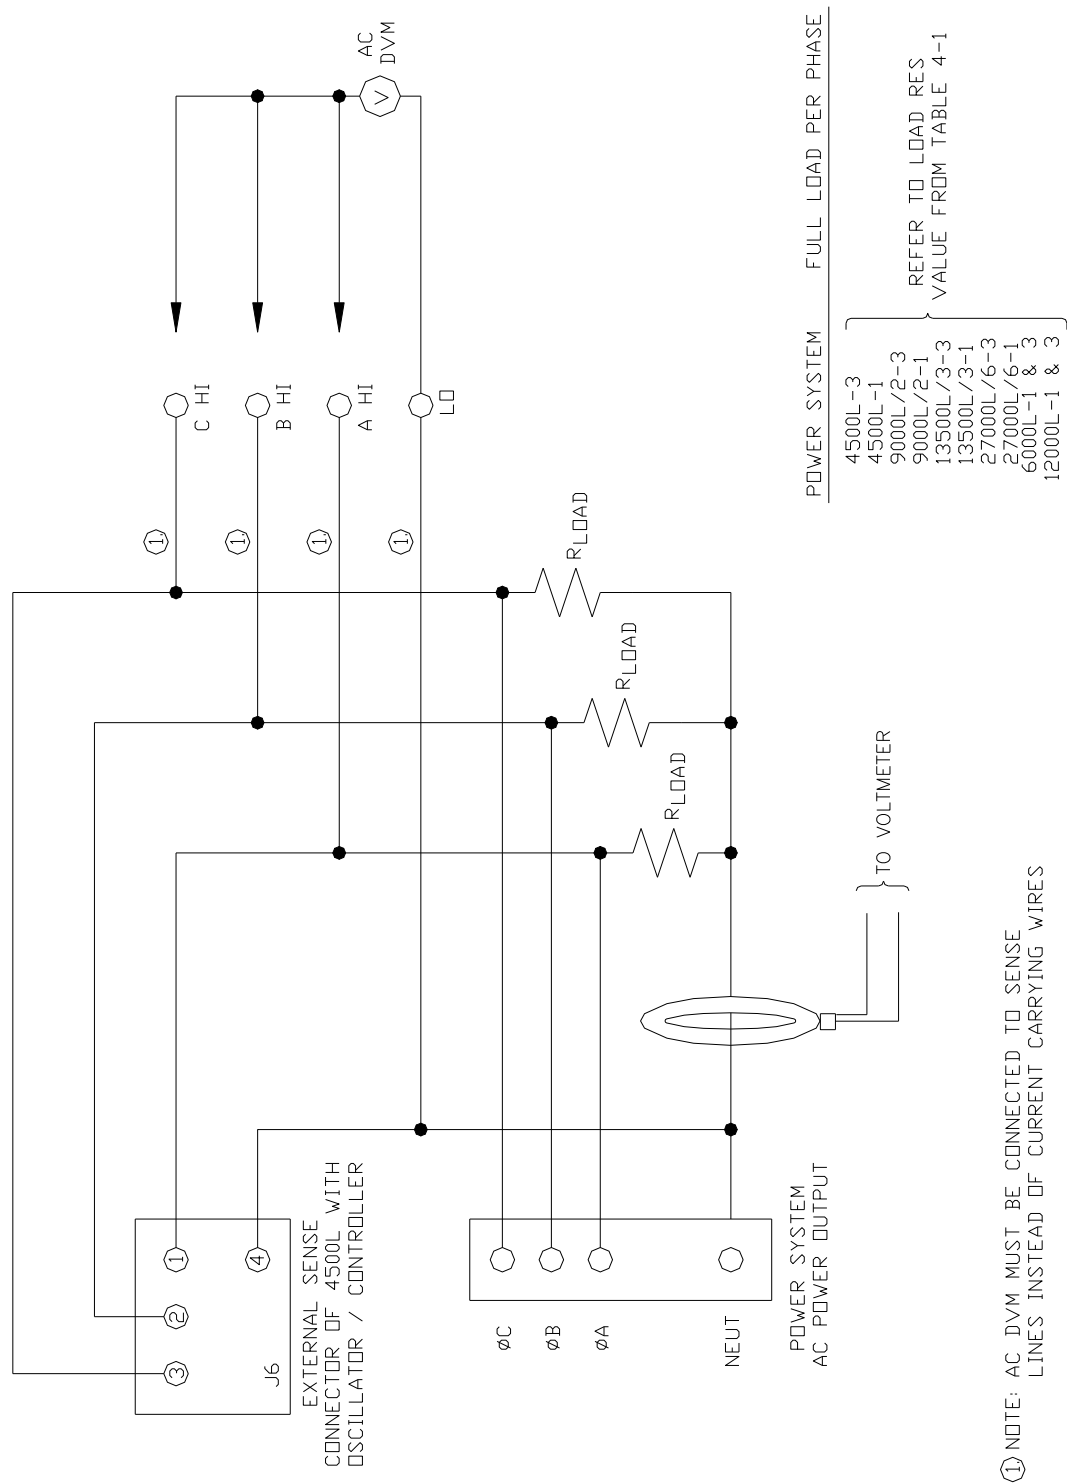 3
2
1
4
J6
EXTERNAL SENSE
CONNECTOR OF 4500L WITH
OSCILLATOR / CONTROLLER
1.
C HI
1.
B HI
1.
A HI
1.
LO
AC
DVM
V
øC
øB
øA
NEUT
POWER SYSTEM
AC POWER OUTPUT
RLOAD
RLOAD
RLOAD
TO VOLTMETER
POWER SYSTEM FULL LOAD PER PHASE
4500L-3
4500L-1
9000L/2-3
9000L/2-1
13500L/3-3
13500L/3-1
27000L/6-3
27000L/6-1
6000L-1 & 3
12000L-1 & 3
REFER TO LOAD RES
VALUE FROM TABLE 4-1
1. NOTE: AC DVM MUST BE CONNECTED TO SENSE
LINES INSTEAD OF CURRENT CARRYING WIRES